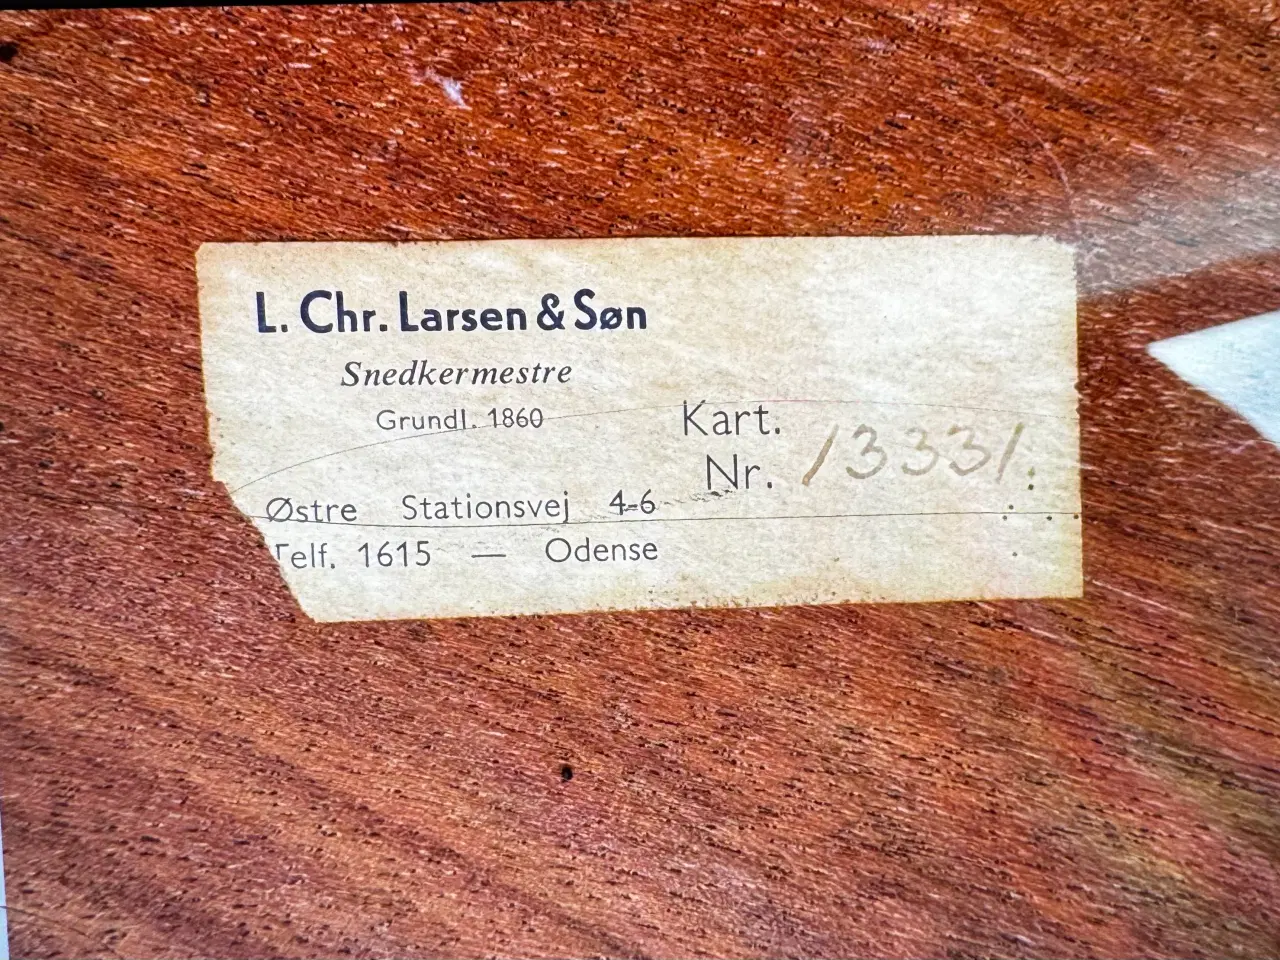 L. Chr. Larsen & Søn
Snedkermestre
Grundl. 1860
Kart.
Nr. 13331
Østre Stationsvej 4-6
Telf. 1615 — Odense